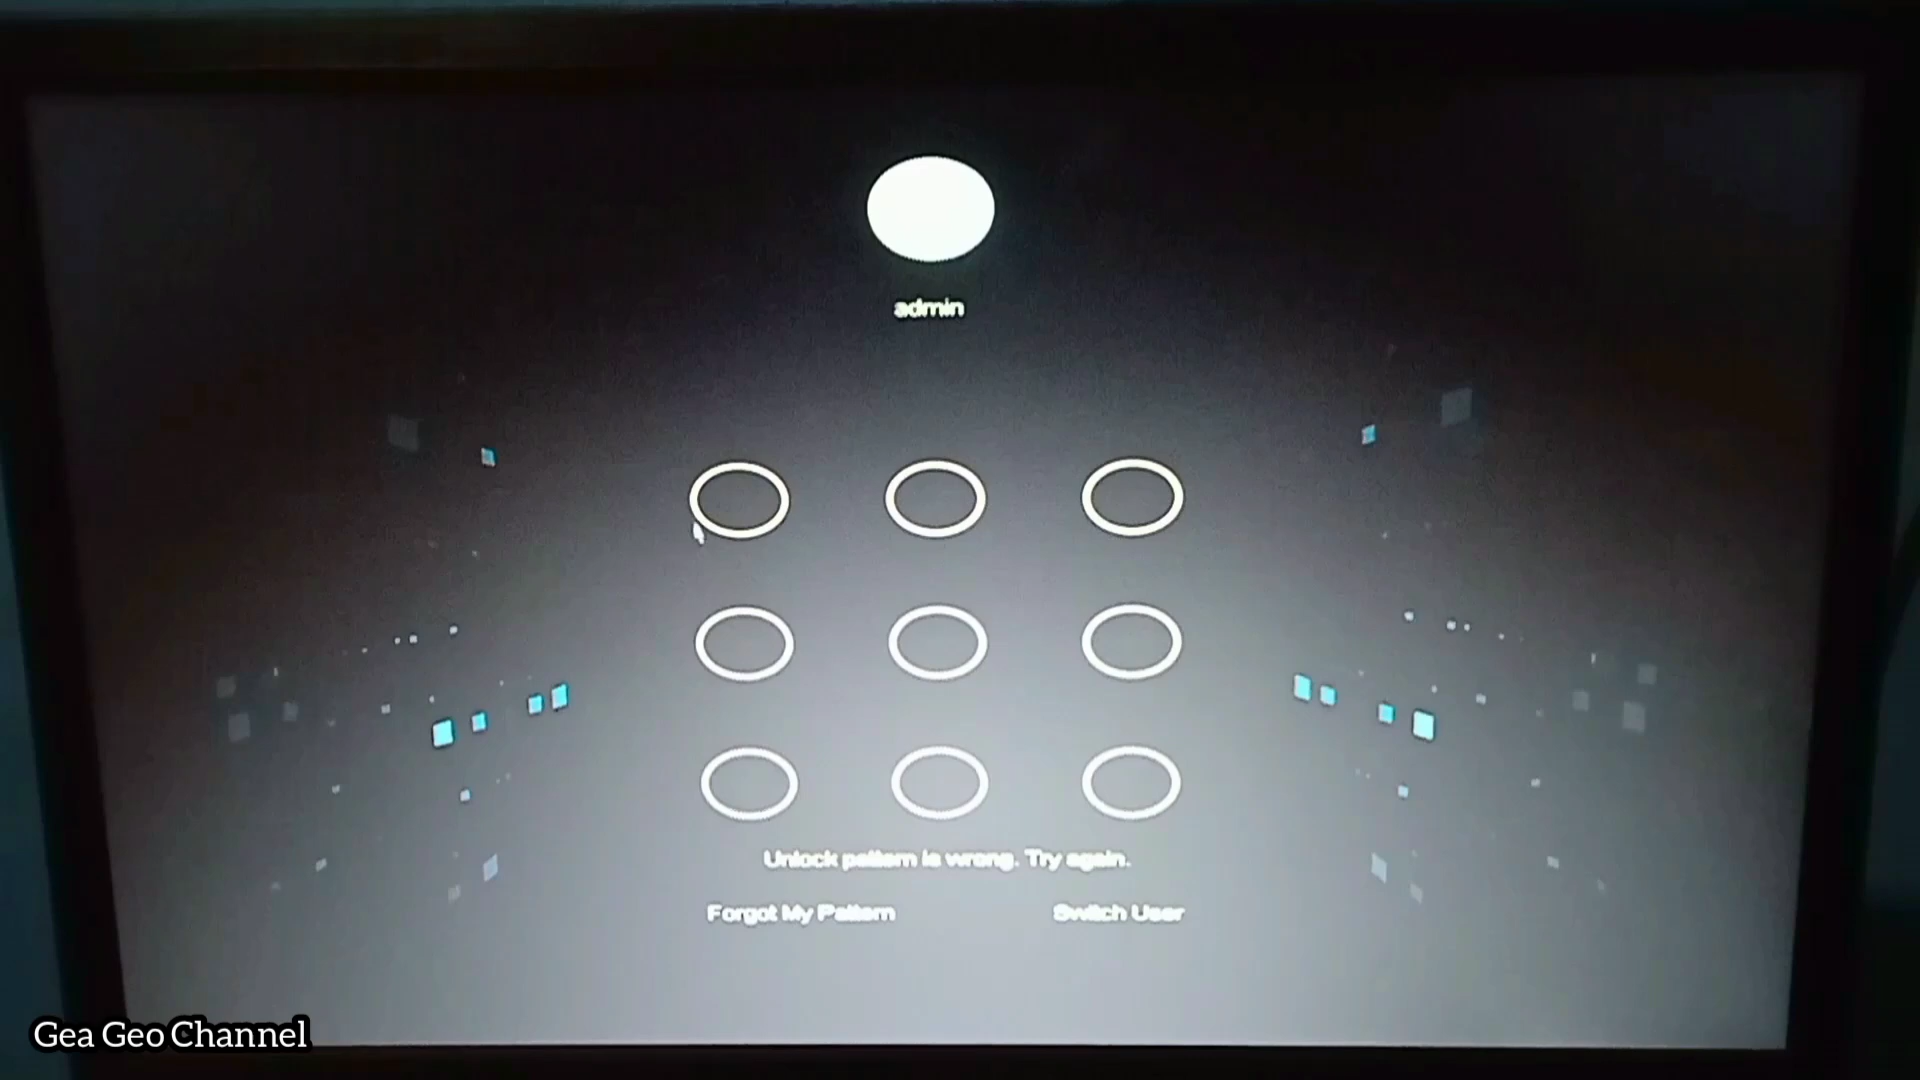 admin
Unlock pattern is wrong. Try again.
Forgot My Pattern
Switch User
Gea Geo Channel